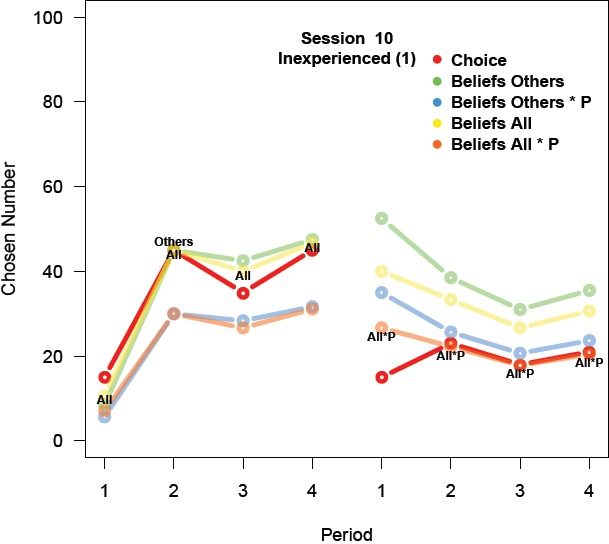 100
80
60
40
20
0
Chosen Number
Session 10
Inexperienced (1)
Choice
Beliefs Others
Beliefs Others * P
Beliefs All
Beliefs All * P
All
Others
All
All
All
All*P
All*P
All*P
All*P
1 2 3 4 1 2 3 4
Period